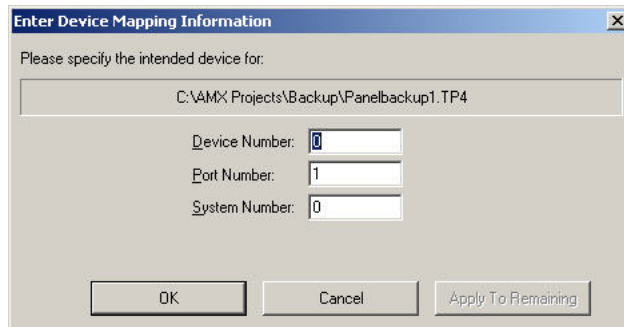 Enter Device Mapping Information
Please specify the intended device for:
C:\AMX Projects\Backup\Panelbackup1.TP4
Device Number: 0
Port Number: 1
System Number: 0
OK Cancel Apply To Remaining